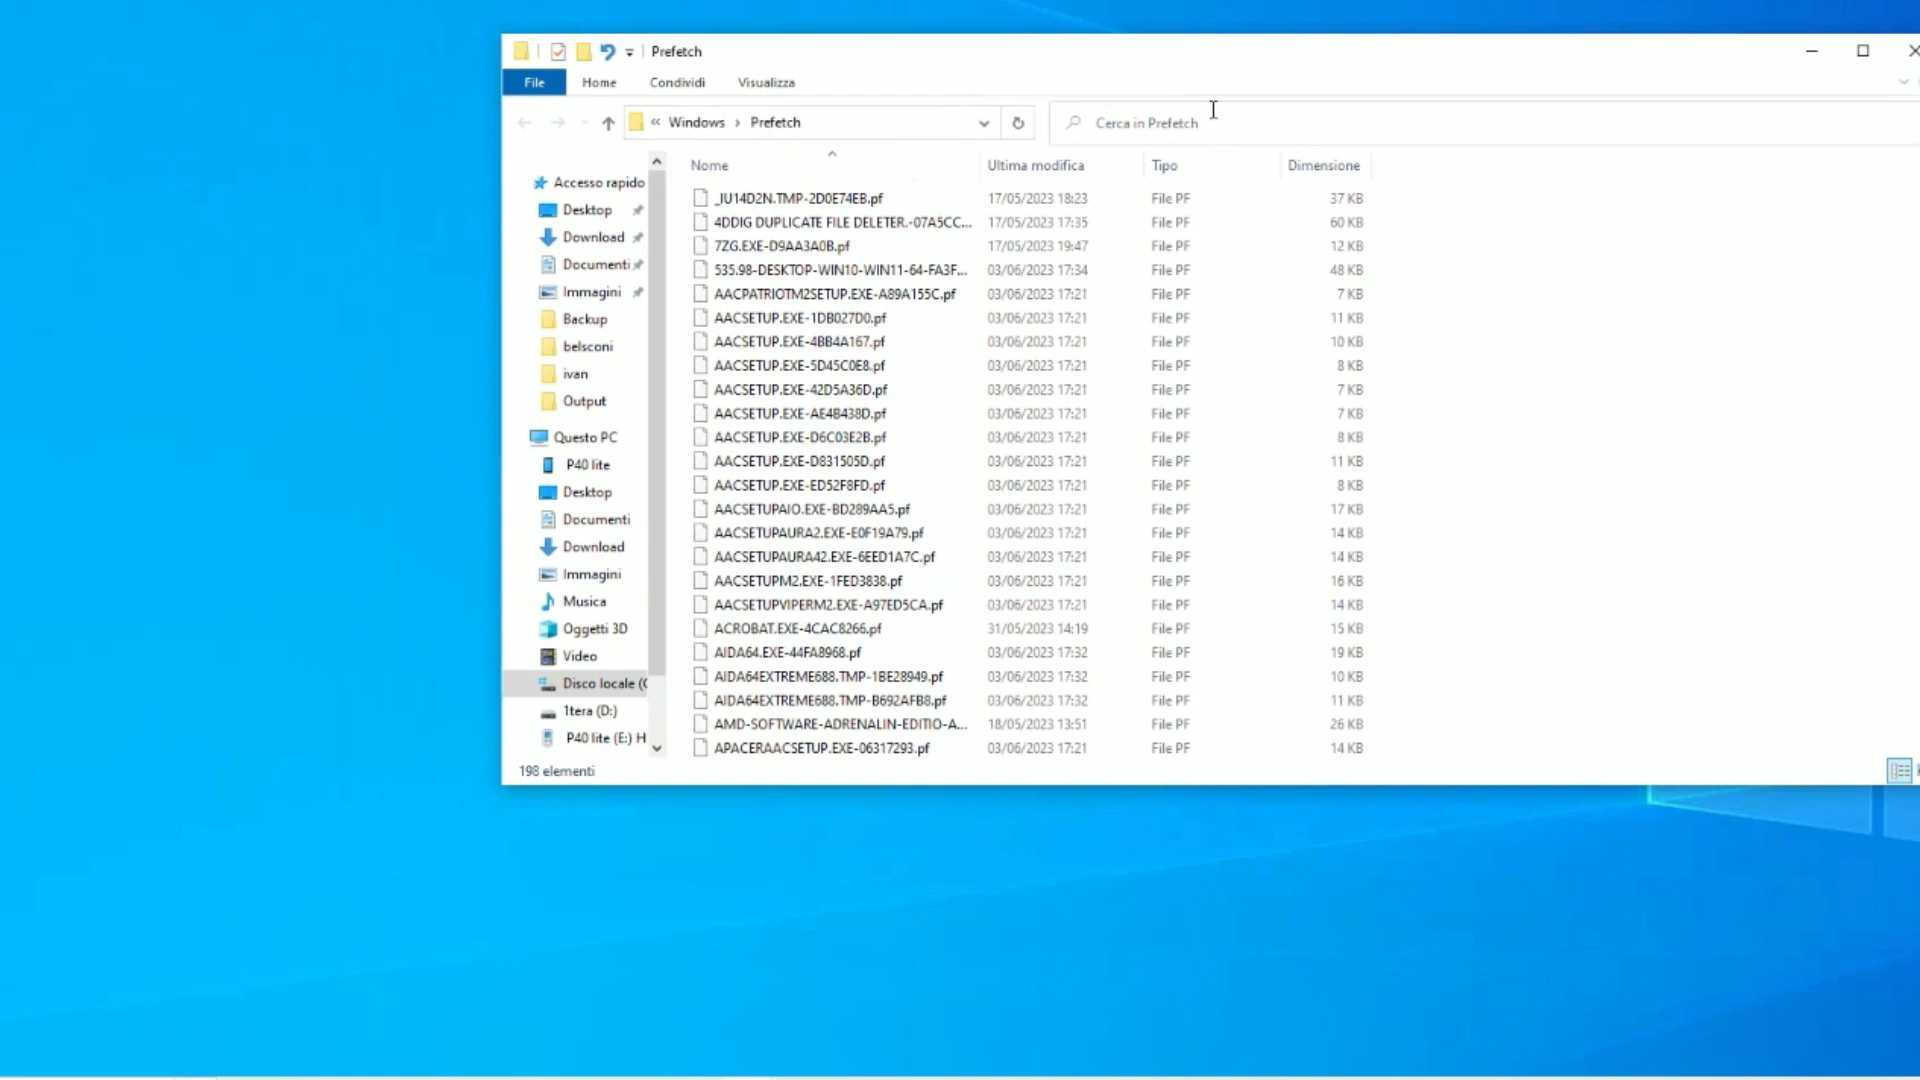 Prefetch
File Home Condividi Visualizza
« Windows › Prefetch
Cerca in Prefetch
Nome Ultima modifica Tipo Dimensione
Accesso rapido
Desktop
Download
Documenti
Immagini
Backup
belsconi
ivan
Output
Questo PC
P40 lite
Desktop
Documenti
Download
Immagini
Musica
Oggetti 3D
Video
Disco locale (C
1tera (D:)
P40 lite (E:) H
_IU14D2N.TMP-2D0E74EB.pf 17/05/2023 18:23 File PF 37 KB
4DDIG DUPLICATE FILE DELETER.-07A5CC... 17/05/2023 17:35 File PF 60 KB
7ZG.EXE-D9AA3A0B.pf 17/05/2023 19:47 File PF 12 KB
535.98-DESKTOP-WIN10-WIN11-64-FA3F... 03/06/2023 17:34 File PF 48 KB
AACPATRIOTM2SETUP.EXE-A89A155C.pf 03/06/2023 17:21 File PF 7 KB
AACSETUP.EXE-1DB027D0.pf 03/06/2023 17:21 File PF 11 KB
AACSETUP.EXE-4BB4A167.pf 03/06/2023 17:21 File PF 10 KB
AACSETUP.EXE-5D45C0E8.pf 03/06/2023 17:21 File PF 8 KB
AACSETUP.EXE-42D5A36D.pf 03/06/2023 17:21 File PF 7 KB
AACSETUP.EXE-AE4B438D.pf 03/06/2023 17:21 File PF 7 KB
AACSETUP.EXE-D6C03E2B.pf 03/06/2023 17:21 File PF 8 KB
AACSETUP.EXE-D831505D.pf 03/06/2023 17:21 File PF 11 KB
AACSETUP.EXE-ED52F8FD.pf 03/06/2023 17:21 File PF 8 KB
AACSETUPAIO.EXE-BD289AA5.pf 03/06/2023 17:21 File PF 17 KB
AACSETUPAURA2.EXE-E0F19A79.pf 03/06/2023 17:21 File PF 14 KB
AACSETUPAURA42.EXE-6EED1A7C.pf 03/06/2023 17:21 File PF 14 KB
AACSETUPM2.EXE-1FED3838.pf 03/06/2023 17:21 File PF 16 KB
AACSETUPVIPERM2.EXE-A97ED5CA.pf 03/06/2023 17:21 File PF 14 KB
ACROBAT.EXE-4CAC8266.pf 31/05/2023 14:19 File PF 15 KB
AIDA64.EXE-44FA8968.pf 03/06/2023 17:32 File PF 19 KB
AIDA64EXTREME688.TMP-1BE28949.pf 03/06/2023 17:32 File PF 10 KB
AIDA64EXTREME688.TMP-B692AFB8.pf 03/06/2023 17:32 File PF 11 KB
AMD-SOFTWARE-ADRENALIN-EDITIO-A... 18/05/2023 13:51 File PF 26 KB
APACERAACSETUP.EXE-06317293.pf 03/06/2023 17:21 File PF 14 KB
198 elementi